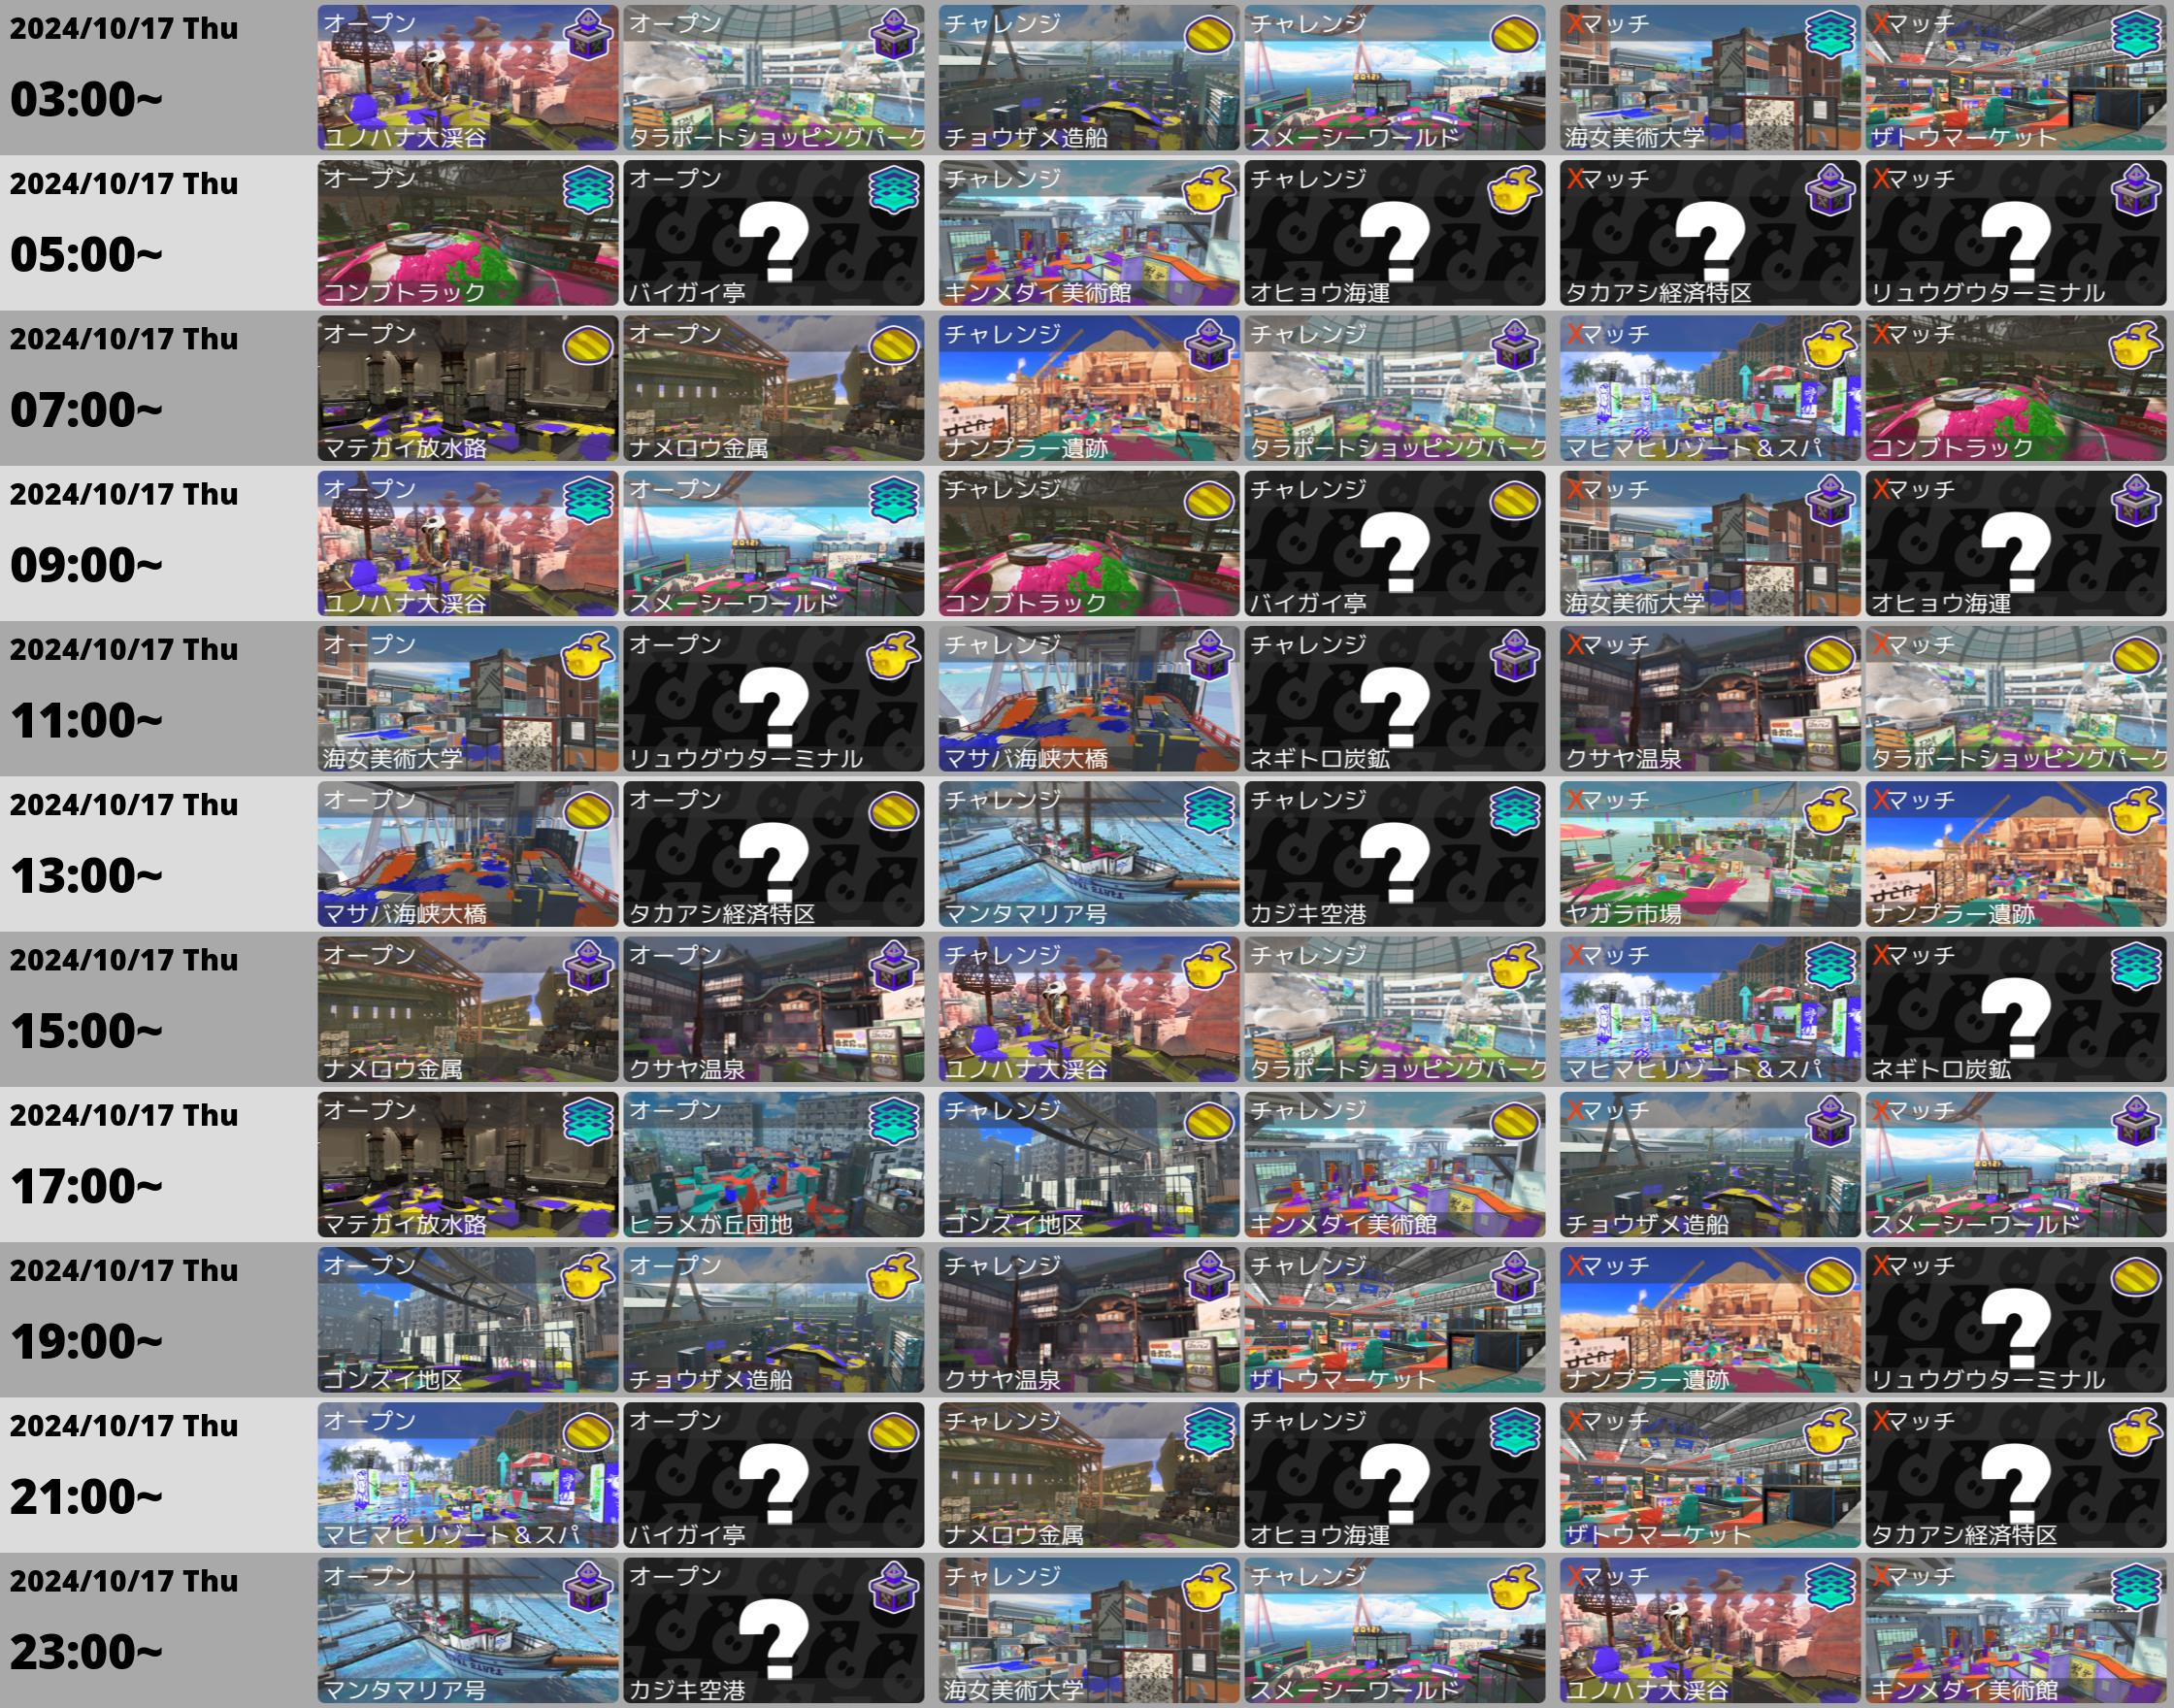 2024/10/17 Thu
03:00~
オープン
ユノハナ大渓谷
オープン
タラポートショッピングパーク
チャレンジ
チョウザメ造船
チャレンジ
スメーシーワールド
Xマッチ
海女美術大学
Xマッチ
ザトウマーケット
2024/10/17 Thu
05:00~
オープン
コンブトラック
オープン
?
バイガイ亭
チャレンジ
キンメダイ美術館
チャレンジ
?
オヒョウ海運
Xマッチ
?
タカアシ経済特区
Xマッチ
?
リュウグウターミナル
2024/10/17 Thu
07:00~
オープン
マテガイ放水路
オープン
ナメロウ金属
チャレンジ
ナンプラー遺跡
チャレンジ
タラポートショッピングパーク
Xマッチ
マヒマヒリゾート＆スパ
Xマッチ
コンブトラック
2024/10/17 Thu
09:00~
オープン
ユノハナ大渓谷
オープン
スメーシーワールド
チャレンジ
コンブトラック
チャレンジ
?
バイガイ亭
Xマッチ
海女美術大学
Xマッチ
?
オヒョウ海運
2024/10/17 Thu
11:00~
オープン
海女美術大学
オープン
?
リュウグウターミナル
チャレンジ
マサバ海峡大橋
チャレンジ
?
ネギトロ炭鉱
Xマッチ
クサヤ温泉
Xマッチ
タラポートショッピングパーク
2024/10/17 Thu
13:00~
オープン
マサバ海峡大橋
オープン
?
タカアシ経済特区
チャレンジ
マンタマリア号
チャレンジ
?
カジキ空港
Xマッチ
ヤガラ市場
Xマッチ
ナンプラー遺跡
2024/10/17 Thu
15:00~
オープン
ナメロウ金属
オープン
クサヤ温泉
チャレンジ
ユノハナ大渓谷
チャレンジ
タラポートショッピングパーク
Xマッチ
マヒマヒリゾート＆スパ
Xマッチ
?
ネギトロ炭鉱
2024/10/17 Thu
17:00~
オープン
マテガイ放水路
オープン
ヒラメが丘団地
チャレンジ
ゴンズイ地区
チャレンジ
キンメダイ美術館
Xマッチ
チョウザメ造船
Xマッチ
スメーシーワールド
2024/10/17 Thu
19:00~
オープン
ゴンズイ地区
オープン
チョウザメ造船
チャレンジ
クサヤ温泉
チャレンジ
ザトウマーケット
Xマッチ
ナンプラー遺跡
Xマッチ
?
リュウグウターミナル
2024/10/17 Thu
21:00~
オープン
マヒマヒリゾート＆スパ
オープン
?
バイガイ亭
チャレンジ
ナメロウ金属
チャレンジ
?
オヒョウ海運
Xマッチ
ザトウマーケット
Xマッチ
?
タカアシ経済特区
2024/10/17 Thu
23:00~
オープン
マンタマリア号
オープン
?
カジキ空港
チャレンジ
海女美術大学
チャレンジ
スメーシーワールド
Xマッチ
ユノハナ大渓谷
Xマッチ
キンメダイ美術館